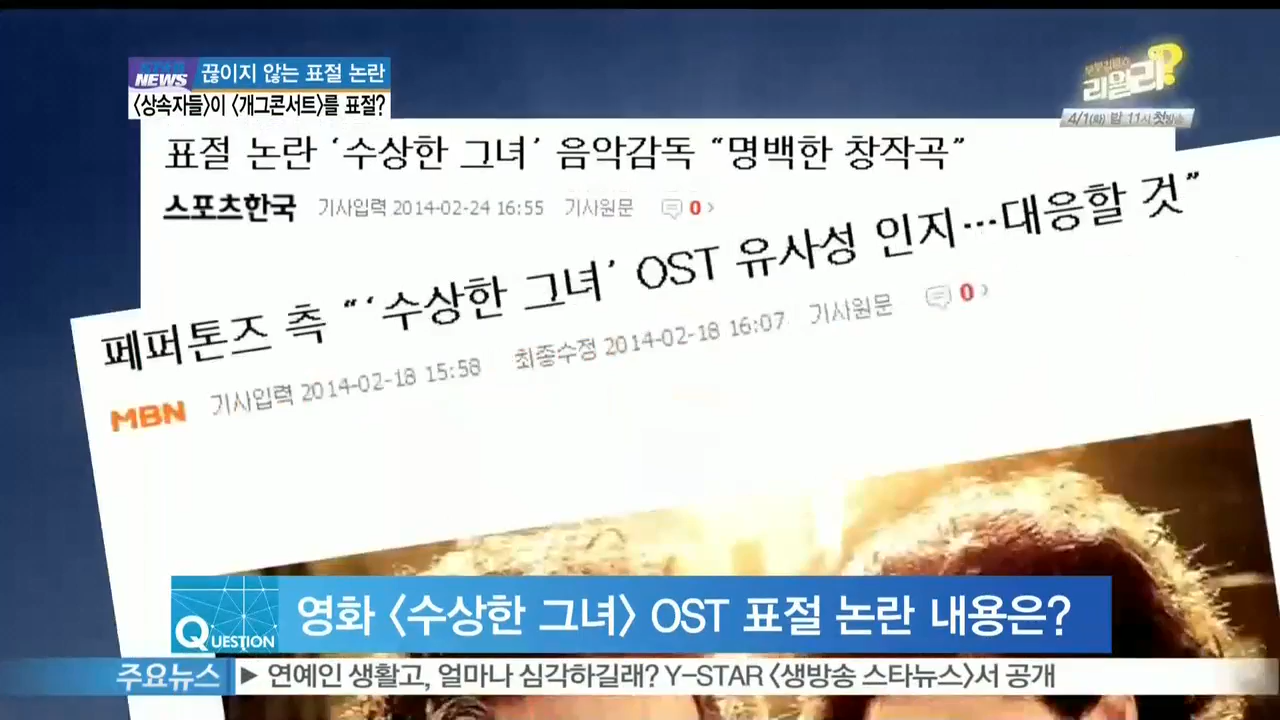 STAR NEWS
끊이지 않는 표절 논란
<상속자들>이 <개그콘서트>를 표절?
리얼리?
4/1(화) 밤 11시 첫방송
표절 논란 ‘수상한 그녀’ 음악감독 “명백한 창작곡”
스포츠한국 기사입력 2014-02-24 16:55 기사원문 0 >
페퍼톤즈 측 “‘수상한 그녀’ OST 유사성 인지…대응할 것”
MBN 기사입력 2014-02-18 15:58 최종수정 2014-02-18 16:07 기사원문 0 >
QUESTION 영화 <수상한 그녀> OST 표절 논란 내용은?
주요뉴스 ▶ 연예인 생활고, 얼마나 심각하길래? Y-STAR <생방송 스타뉴스>서 공개